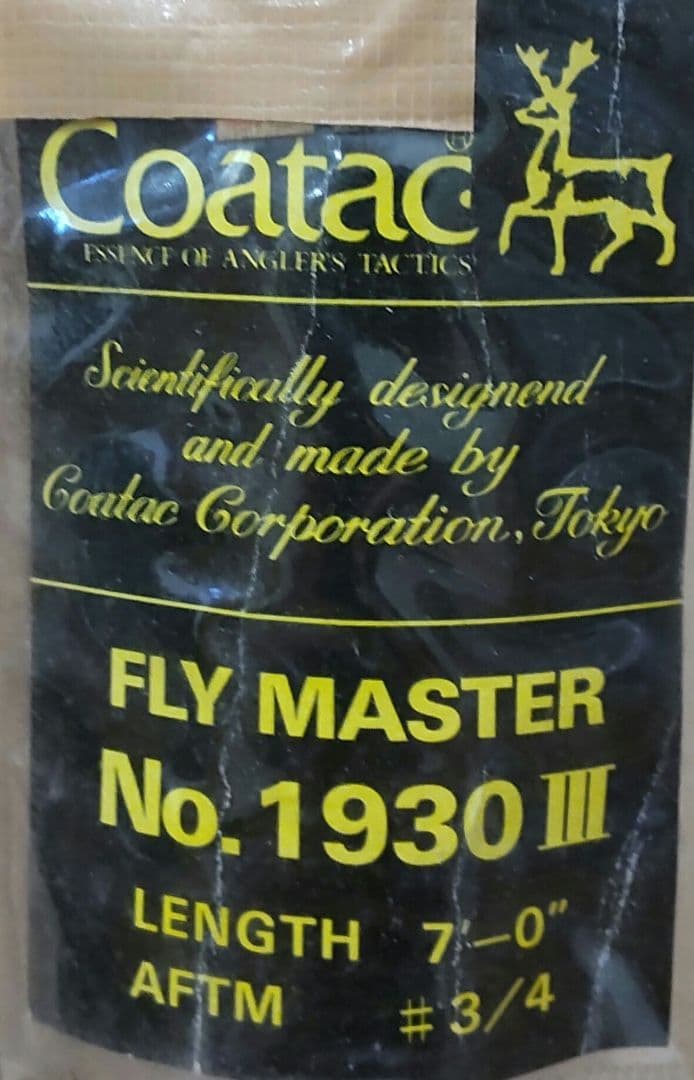 Coatac®
ESSENCE OF ANGLER'S TACTICS
Scientifically designend
and made by
Coatac Corporation, Tokyo
FLY MASTER
No. 1930 III
LENGTH 7'–0"
AFTM # 3/4